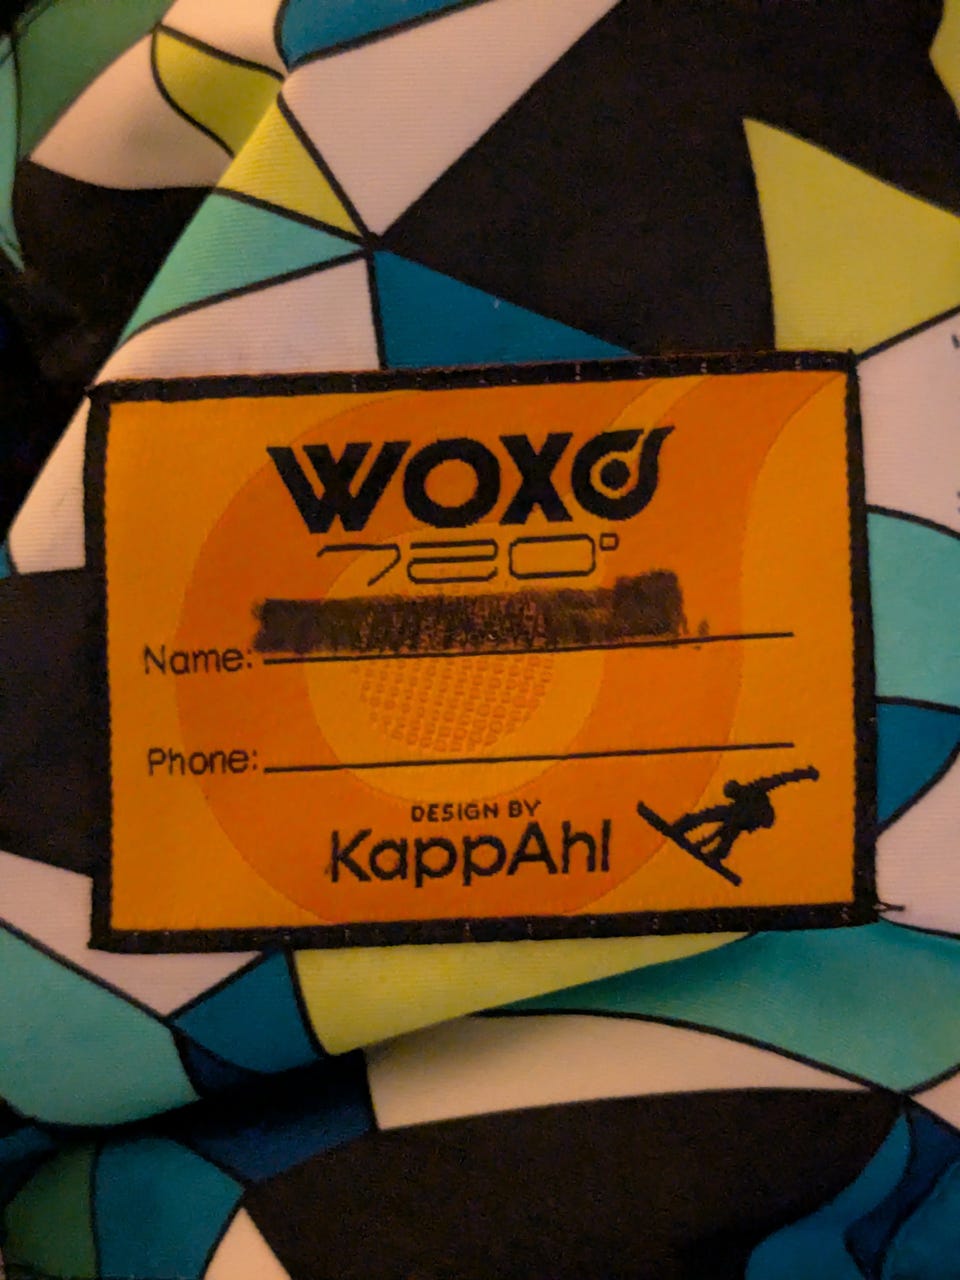 WOXO
720°
Name:
Phone:
DESIGN BY
KappAhl